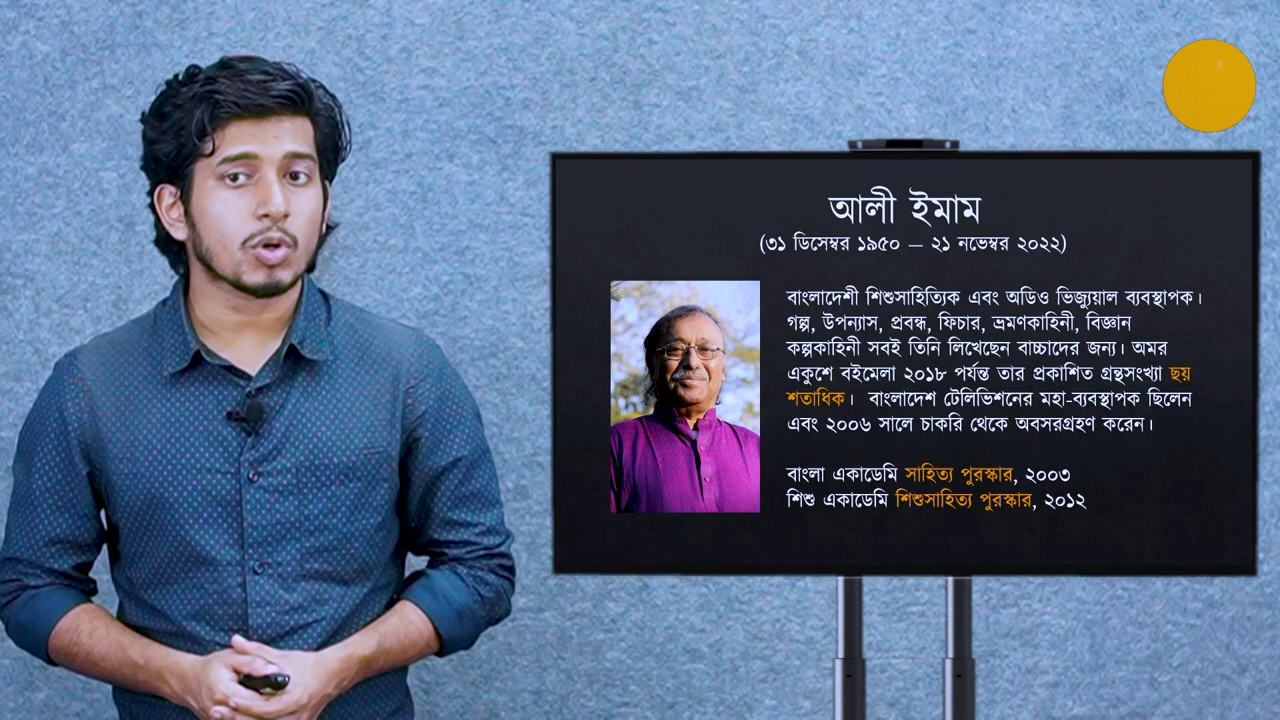 আলী ইমাম
(৩১ ডিসেম্বর ১৯৫০ – ২১ নভেম্বর ২০২২)
বাংলাদেশী শিশুসাহিত্যিক এবং অডিও ভিজ্যুয়াল ব্যবস্থাপক।
গল্প, উপন্যাস, প্রবন্ধ, ফিচার, ভ্রমণকাহিনী, বিজ্ঞান
কল্পকাহিনী সবই তিনি লিখেছেন বাচ্চাদের জন্য। অমর
একুশে বইমেলা ২০১৮ পর্যন্ত তার প্রকাশিত গ্রন্থসংখ্যা ছয়
শতাধিক। বাংলাদেশ টেলিভিশনের মহা-ব্যবস্থাপক ছিলেন
এবং ২০০৬ সালে চাকরি থেকে অবসরগ্রহণ করেন।
বাংলা একাডেমি সাহিত্য পুরস্কার, ২০০৩
শিশু একাডেমি শিশুসাহিত্য পুরস্কার, ২০১২